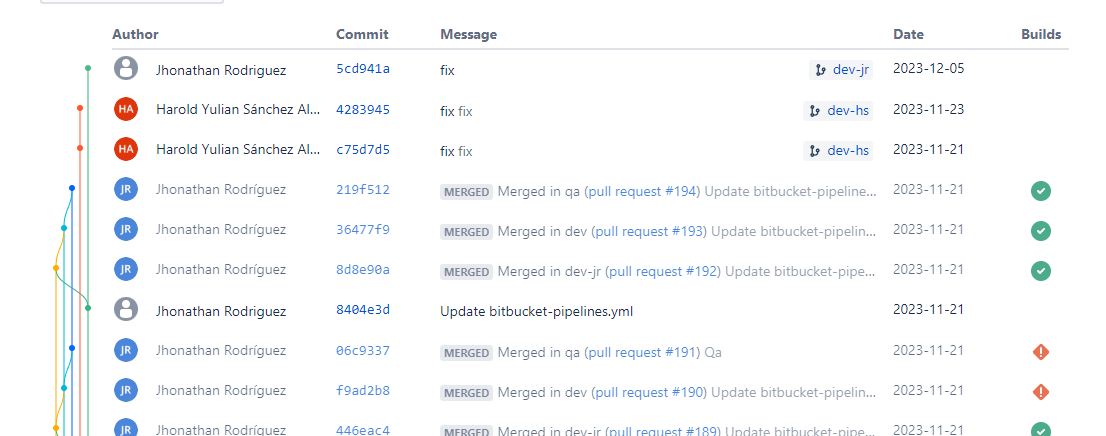 Author Commit Message Date Builds
Jhonathan Rodriguez 5cd941a fix dev-jr 2023-12-05
HA Harold Yulian Sánchez Al... 4283945 fix fix dev-hs 2023-11-23
HA Harold Yulian Sánchez Al... c75d7d5 fix fix dev-hs 2023-11-21
JR Jhonathan Rodríguez 219f512 MERGED Merged in qa (pull request #194) Update bitbucket-pipeline... 2023-11-21
JR Jhonathan Rodríguez 36477f9 MERGED Merged in dev (pull request #193) Update bitbucket-pipelin... 2023-11-21
JR Jhonathan Rodríguez 8d8e90a MERGED Merged in dev-jr (pull request #192) Update bitbucket-pipe... 2023-11-21
Jhonathan Rodriguez 8404e3d Update bitbucket-pipelines.yml 2023-11-21
JR Jhonathan Rodríguez 06c9337 MERGED Merged in qa (pull request #191) Qa 2023-11-21
JR Jhonathan Rodríguez f9ad2b8 MERGED Merged in dev (pull request #190) Update bitbucket-pipelin... 2023-11-21
JR Jhonathan Rodríguez 446eac4 MERGED Merged in dev-jr (pull request #189) Update bitbucket-pipe... 2023-11-21